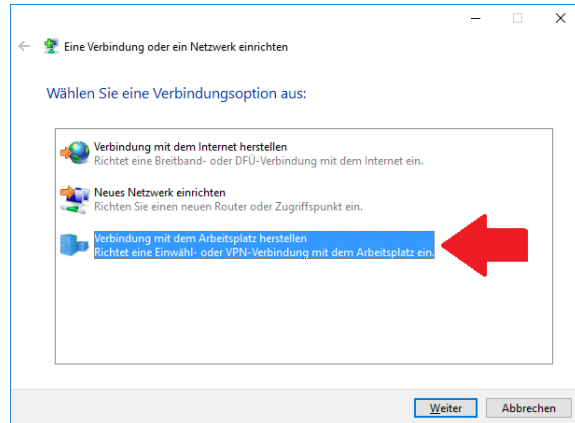 Eine Verbindung oder ein Netzwerk einrichten
Wählen Sie eine Verbindungsoption aus:
Verbindung mit dem Internet herstellen
Richtet eine Breitband- oder DFÜ-Verbindung mit dem Internet ein.
Neues Netzwerk einrichten
Richten Sie einen neuen Router oder Zugriffspunkt ein.
Verbindung mit dem Arbeitsplatz herstellen
Richtet eine Einwähl- oder VPN-Verbindung mit dem Arbeitsplatz ein.
Weiter Abbrechen